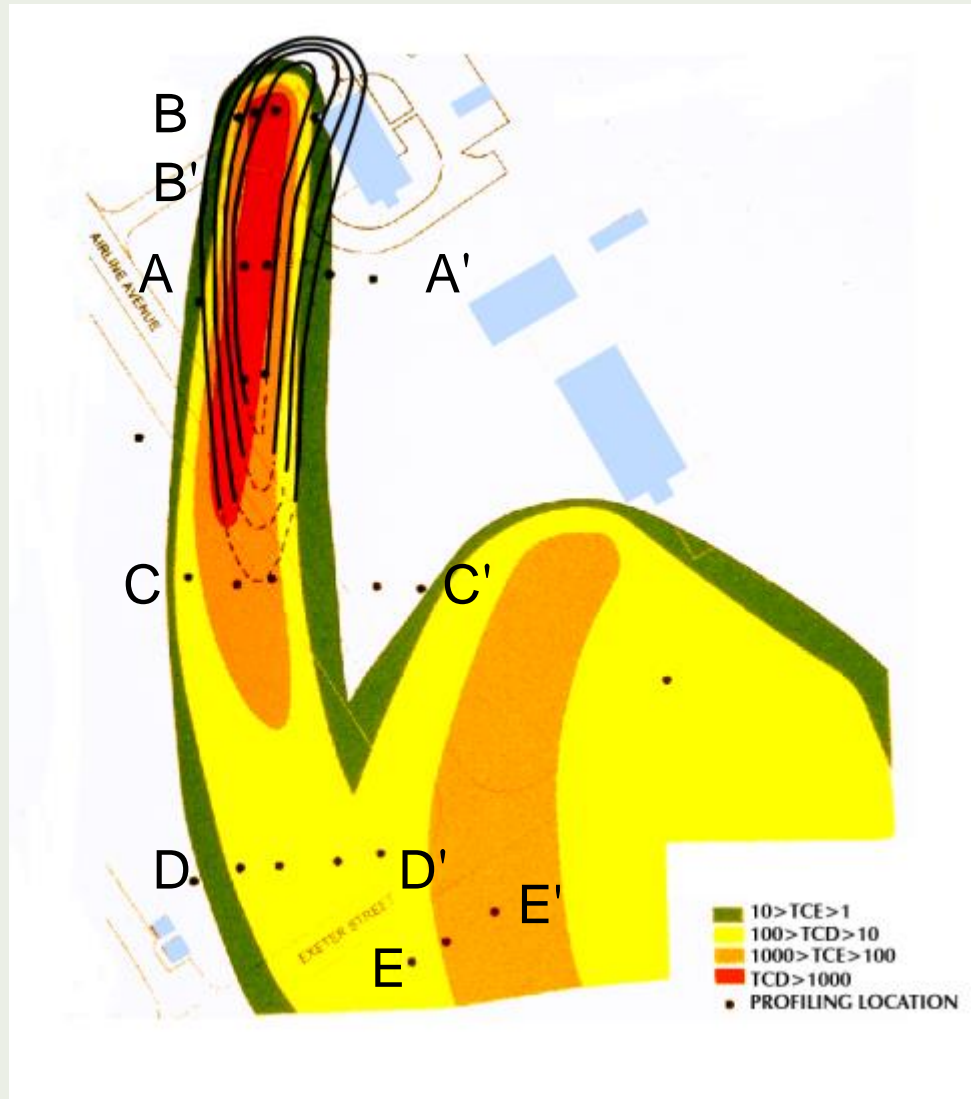 B
B'
AIRLINE AVENUE
A A'
C C'
D D'
E'
EXETER STREET
E
10>TCE>1
100>TCD>10
1000>TCE>100
TCD>1000
PROFILING LOCATION